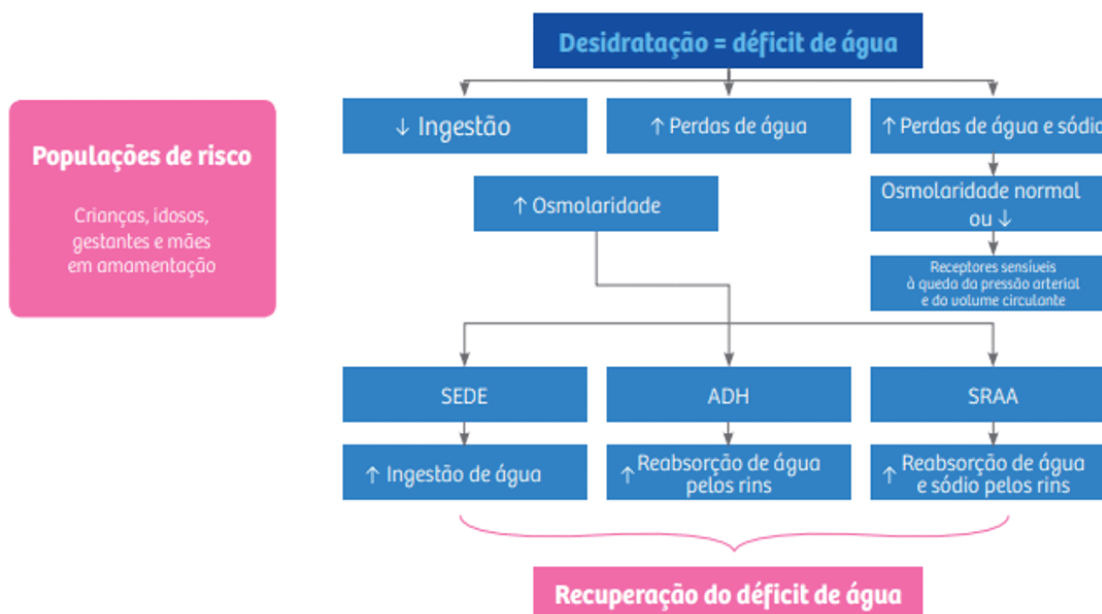 Desidratação = déficit de água
Populações de risco
Crianças, idosos,
gestantes e mães
em amamentação
↓ Ingestão
↑ Perdas de água
↑ Perdas de água e sódio
↑ Osmolaridade
Osmolaridade normal
ou ↓
Receptores sensíveis
à queda da pressão arterial
e do volume circulante
SEDE
ADH
SRAA
↑ Ingestão de água
↑ Reabsorção de água
pelos rins
↑ Reabsorção de água
e sódio pelos rins
Recuperação do déficit de água